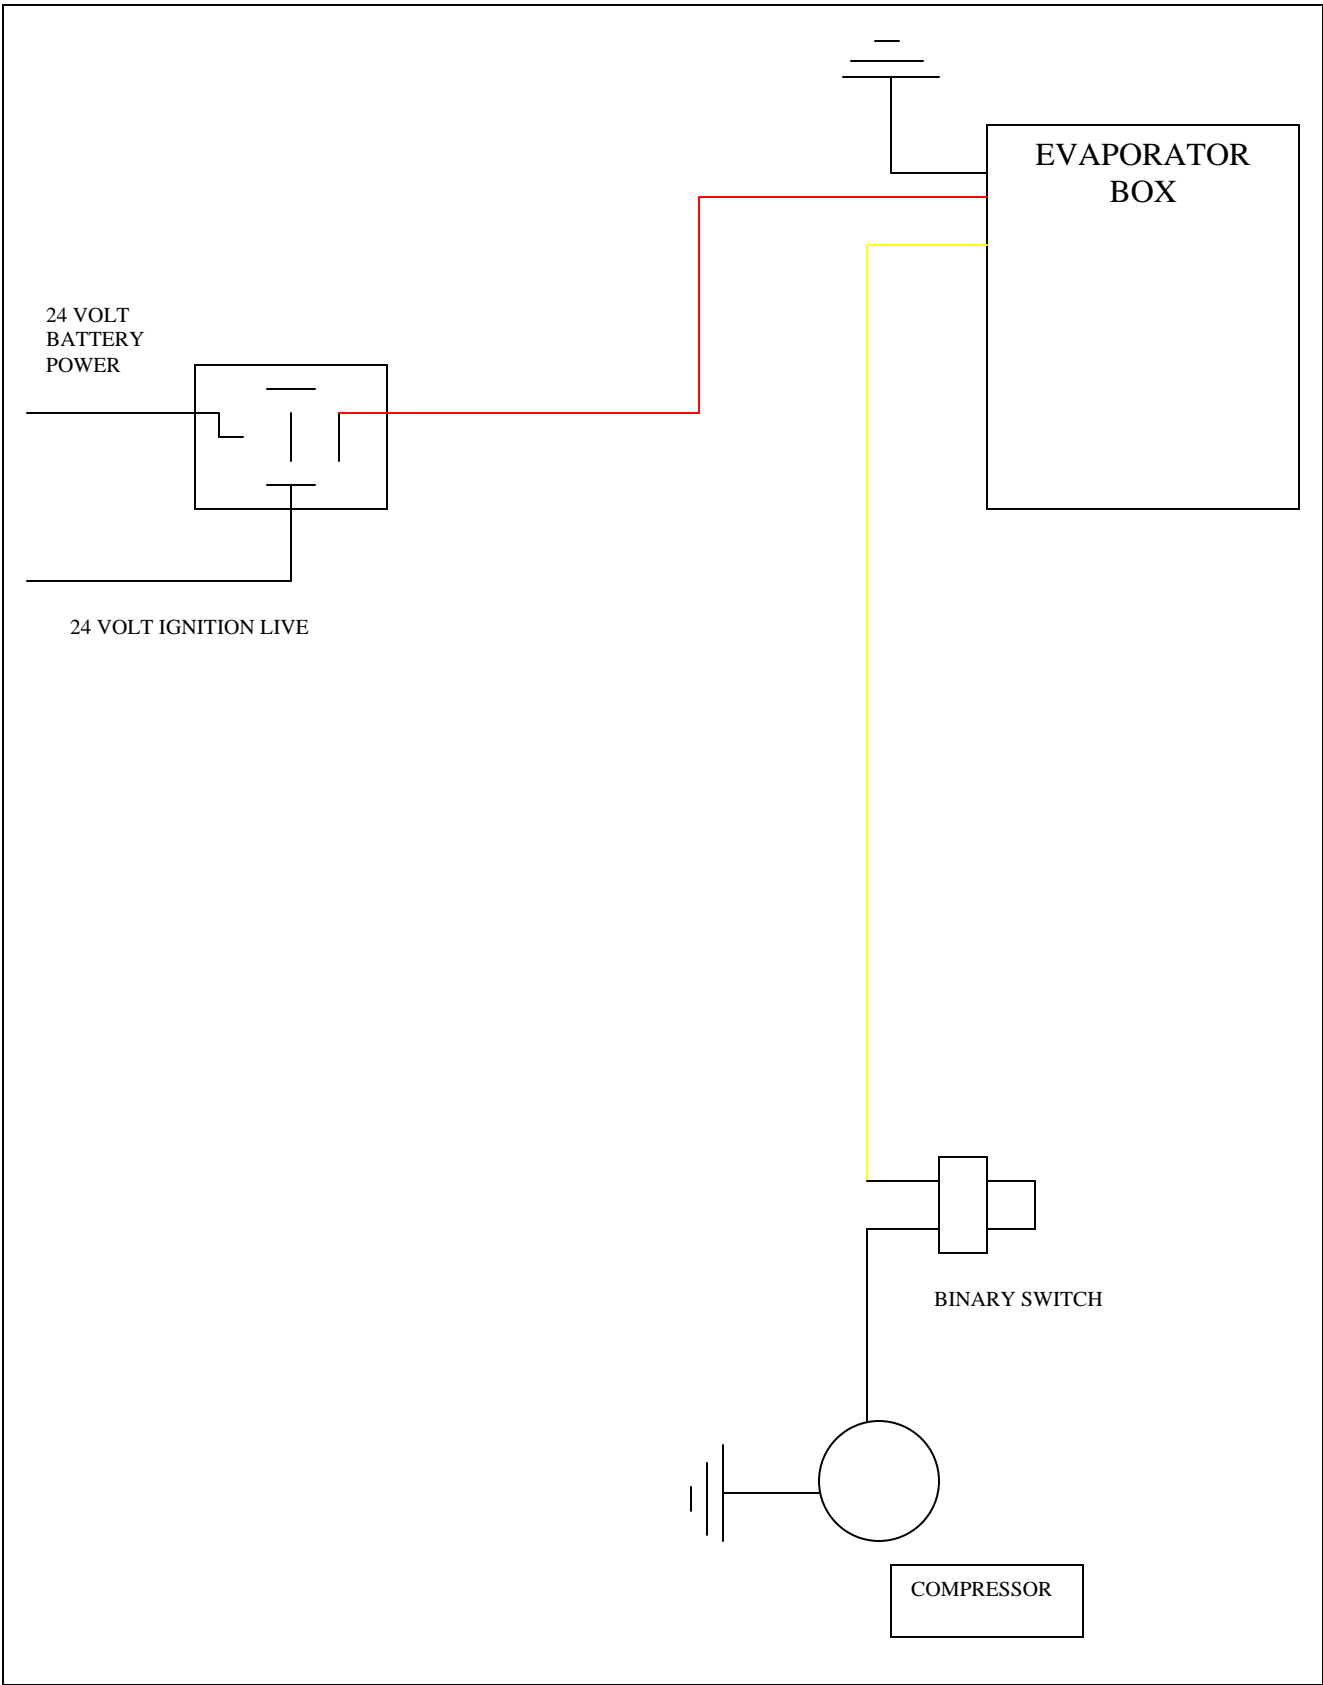 EVAPORATOR
BOX
24 VOLT
BATTERY
POWER
24 VOLT IGNITION LIVE
BINARY SWITCH
COMPRESSOR